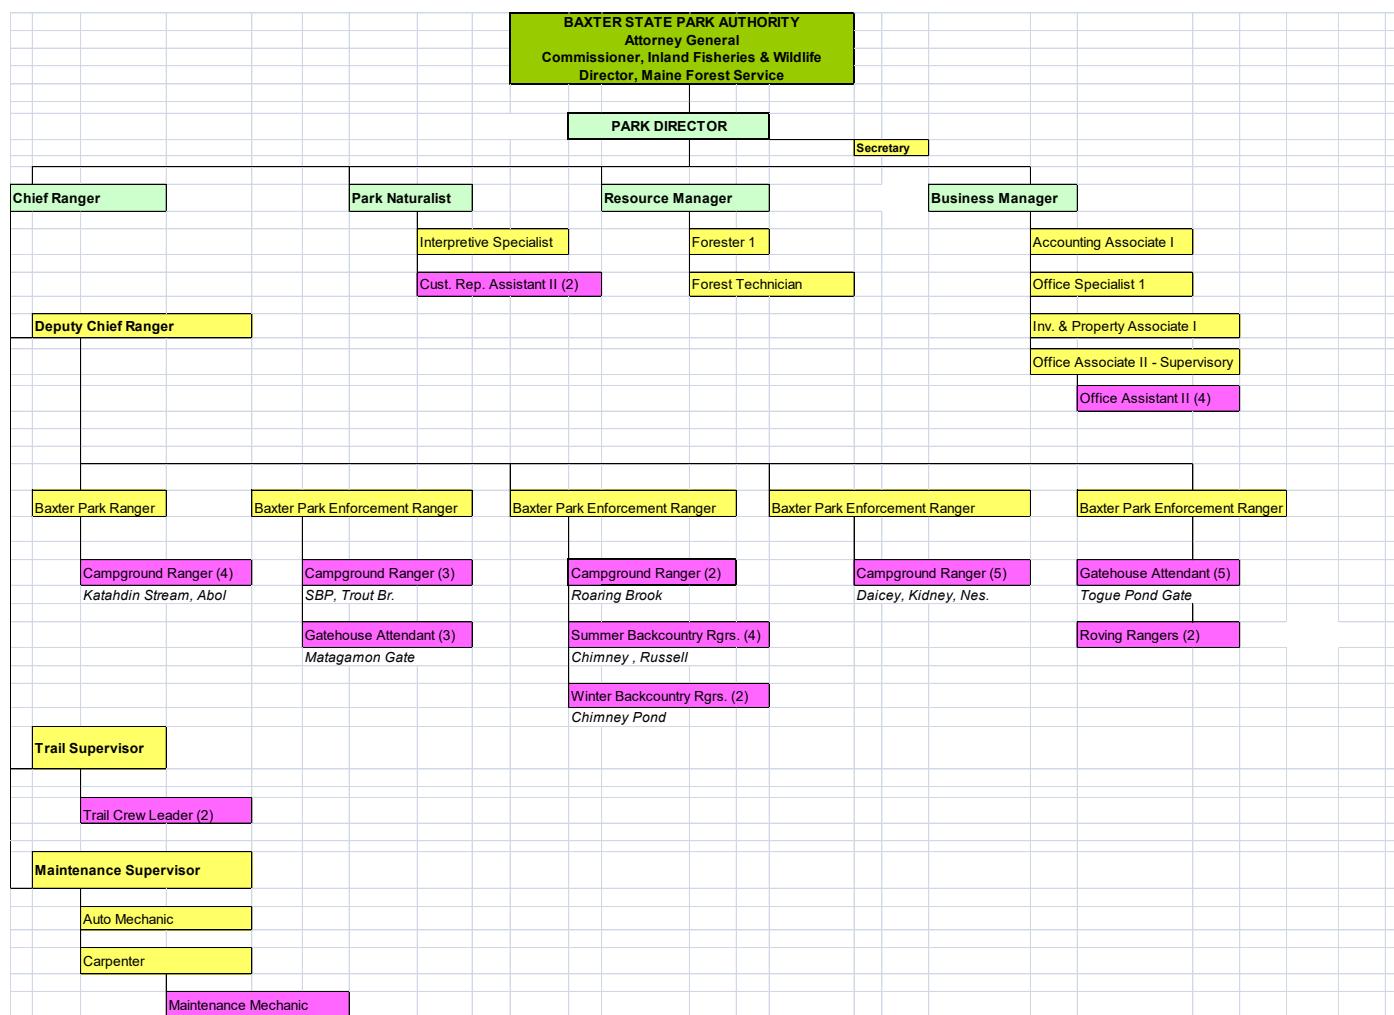 BAXTER STATE PARK AUTHORITY
Attorney General
Commissioner, Inland Fisheries & Wildlife
Director, Maine Forest Service
PARK DIRECTOR
Secretary
Chief Ranger
Park Naturalist
Resource Manager
Business Manager
Interpretive Specialist
Forester 1
Accounting Associate I
Cust. Rep. Assistant II (2)
Forest Technician
Office Specialist 1
Deputy Chief Ranger
Inv. & Property Associate I
Office Associate II - Supervisory
Office Assistant II (4)
Baxter Park Ranger
Baxter Park Enforcement Ranger
Baxter Park Enforcement Ranger
Baxter Park Enforcement Ranger
Baxter Park Enforcement Ranger
Campground Ranger (4)
Campground Ranger (3)
Campground Ranger (2)
Campground Ranger (5)
Gatehouse Attendant (5)
Katahdin Stream, Abol
SBP, Trout Br.
Roaring Brook
Daicey, Kidney, Nes.
Togue Pond Gate
Gatehouse Attendant (3)
Summer Backcountry Rgrs. (4)
Roving Rangers (2)
Matagamon Gate
Chimney , Russell
Winter Backcountry Rgrs. (2)
Chimney Pond
Trail Supervisor
Trail Crew Leader (2)
Maintenance Supervisor
Auto Mechanic
Carpenter
Maintenance Mechanic